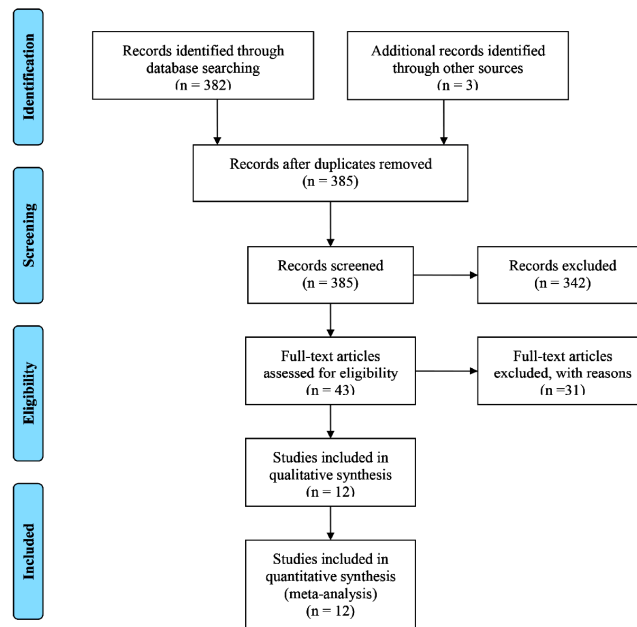 Identification
Records identified through
database searching
(n = 382)
Additional records identified
through other sources
(n = 3)
Records after duplicates removed
(n = 385)
Screening
Records screened
(n = 385)
Records excluded
(n = 342)
Eligibility
Full-text articles
assessed for eligibility
(n = 43)
Full-text articles
excluded, with reasons
(n =31)
Studies included in
qualitative synthesis
(n = 12)
Included
Studies included in
quantitative synthesis
(meta-analysis)
(n = 12)